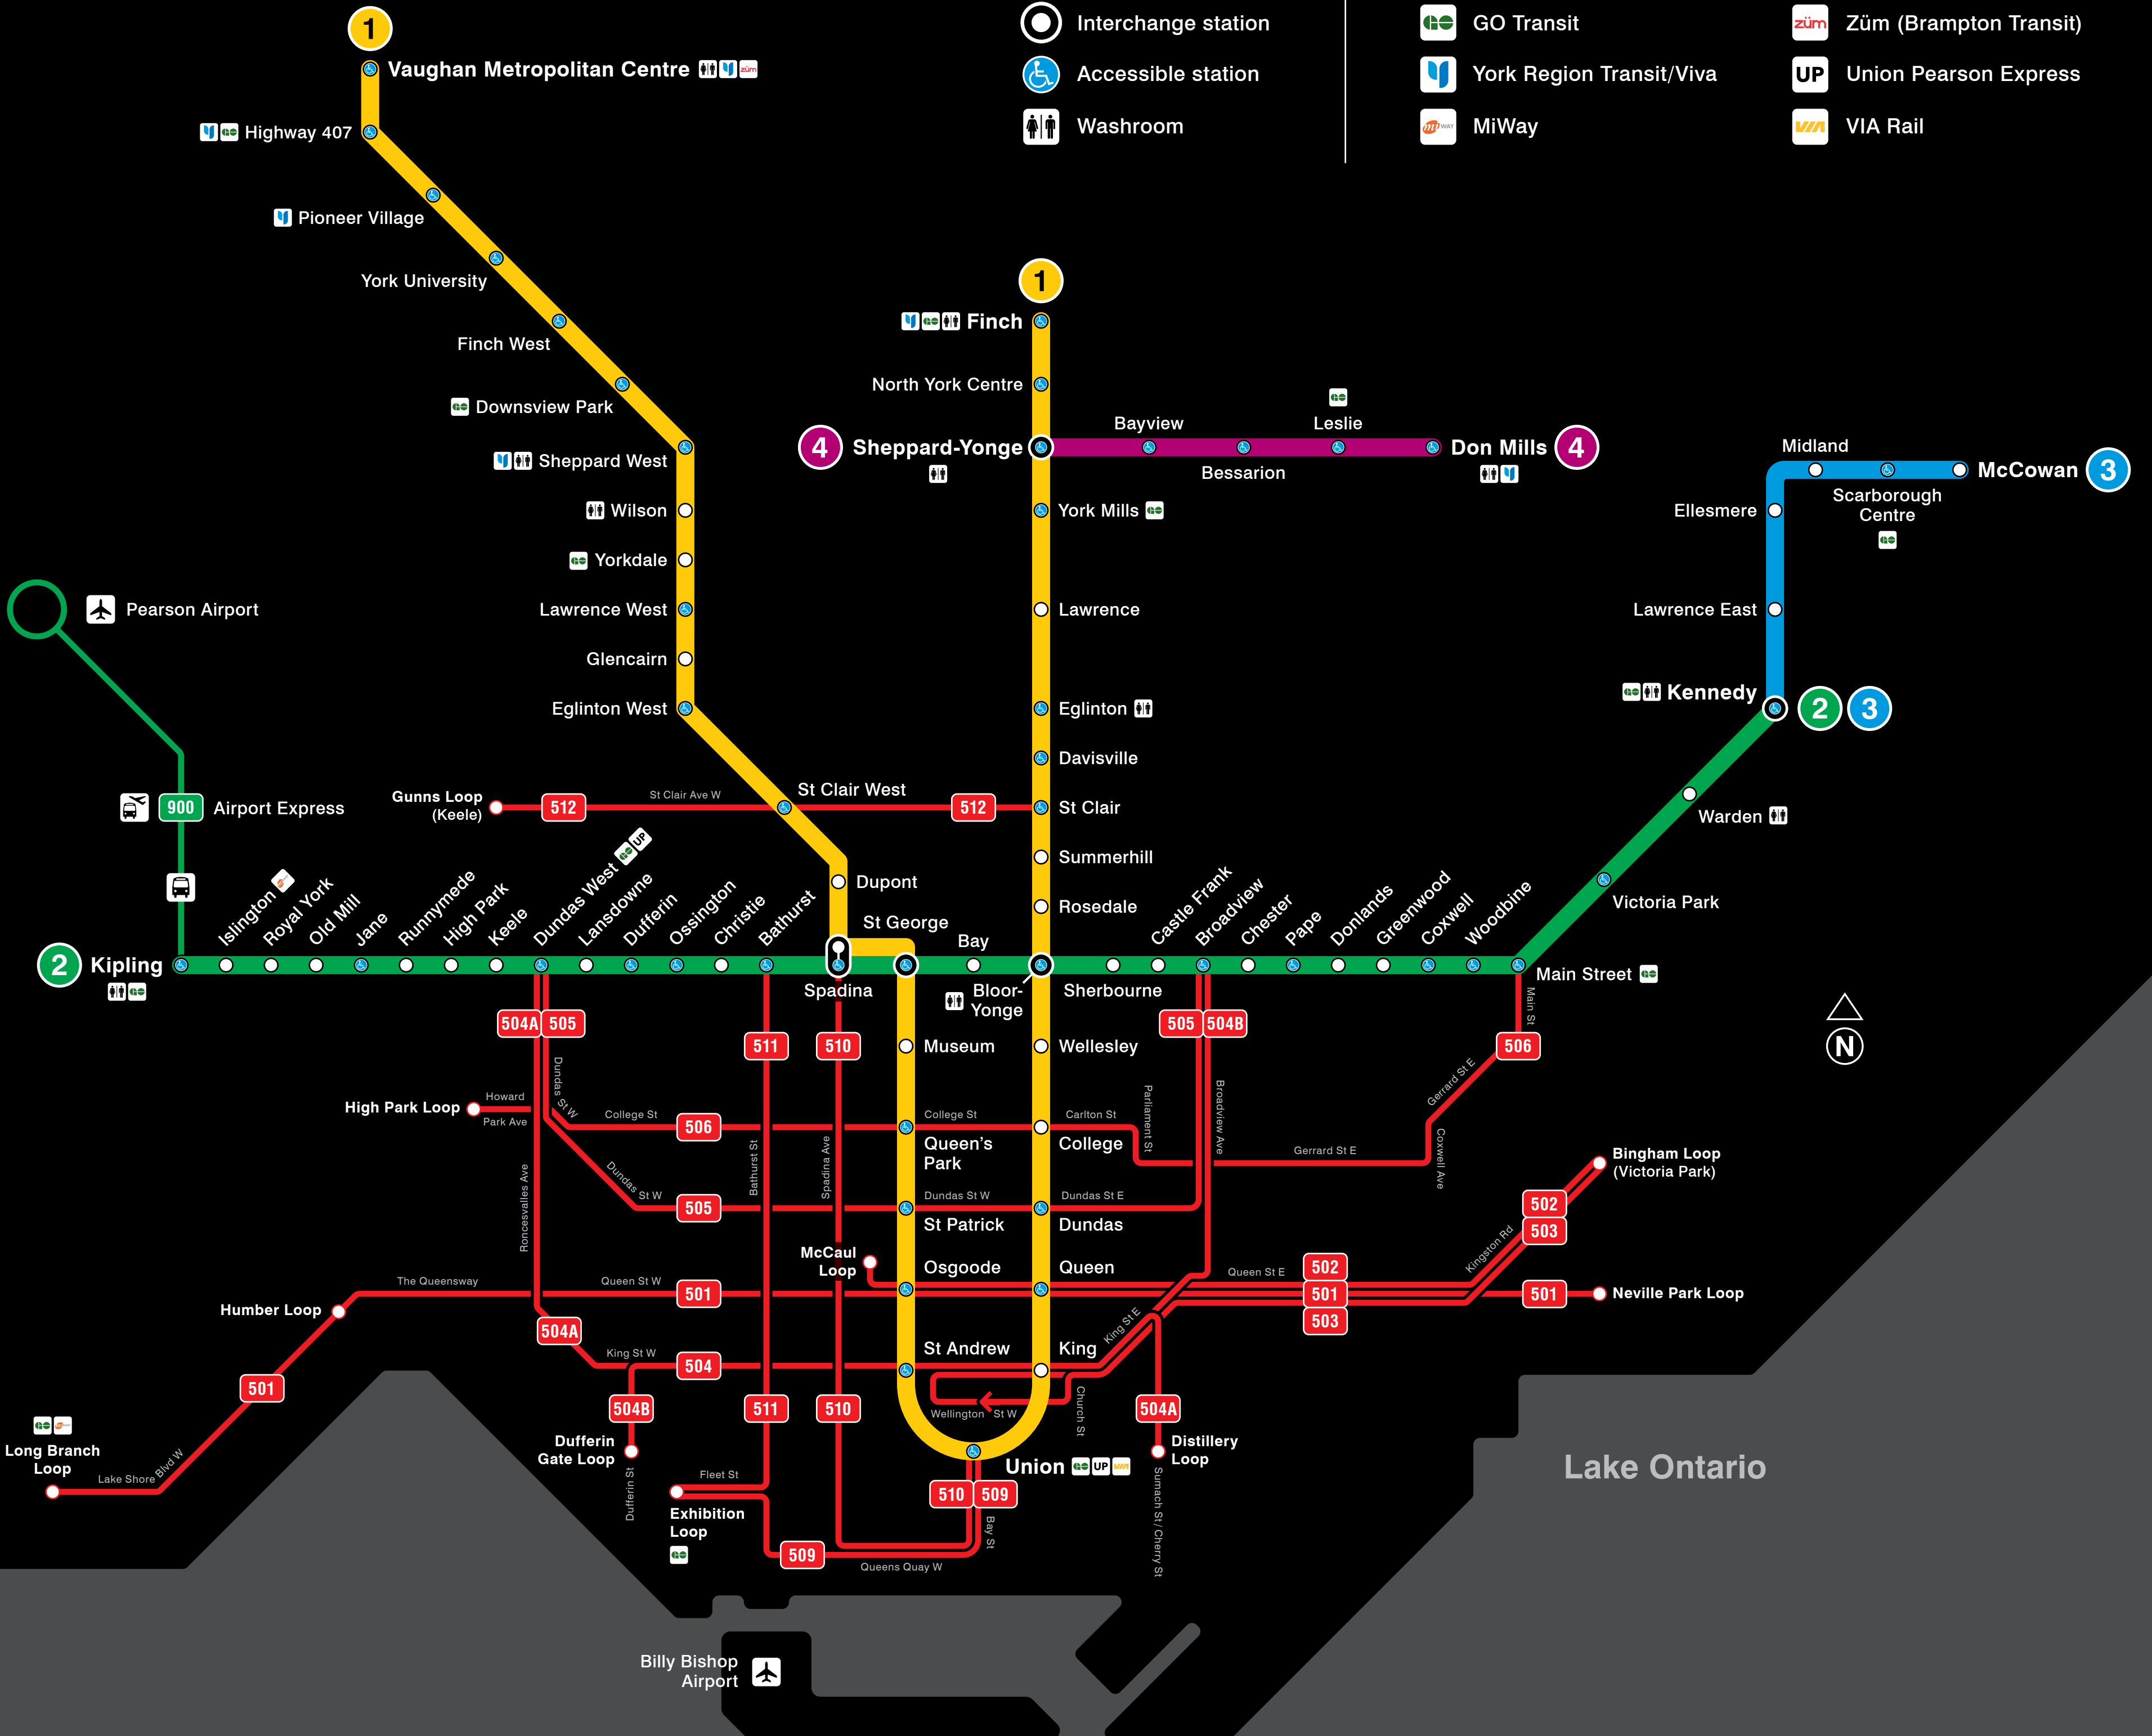 1
Vaughan Metropolitan Centre
züm
Highway 407
Pioneer Village
York University
Finch West
Downsview Park
Sheppard West
Wilson
Yorkdale
Lawrence West
Glencairn
Eglinton West
St Clair West
Dupont
St George
Spadina
Interchange station
Accessible station
Washroom
GO Transit
York Region Transit/Viva
MiWay
mi WAY
züm
Züm (Brampton Transit)
UP
Union Pearson Express
VIA
VIA Rail
1
Finch
North York Centre
4
Sheppard-Yonge
Bayview
Bessarion
Leslie
Don Mills
4
York Mills
Lawrence
Eglinton
Davisville
St Clair
Summerhill
Rosedale
Midland
McCowan
3
Scarborough
Centre
Ellesmere
Lawrence East
Kennedy
2
3
Warden
Victoria Park
Main Street
Pearson Airport
900
Airport Express
Gunns Loop
(Keele)
512
St Clair Ave W
512
2
Kipling
Islington
Royal York
Old Mill
Jane
Runnymede
High Park
Keele
Dundas West
UP
Lansdowne
Dufferin
Ossington
Christie
Bathurst
Bay
Bloor-
Yonge
Sherbourne
Castle Frank
Broadview
Chester
Pape
Donlands
Greenwood
Coxwell
Woodbine
504A
505
511
510
505
504B
506
Main St
Museum
Wellesley
N
High Park Loop
Howard
Park Ave
Dundas
St W
College St
506
College St
Carlton St
Queen's
Park
College
Parliament St
Broadview Ave
Gerrard St E
Gerrard St E
Coxwell Ave
Roncesvalles Ave
Bathurst St
Spadina Ave
Dundas
St W
505
Dundas St W
Dundas St E
St Patrick
Dundas
Bingham Loop
(Victoria Park)
502
503
Kingston Rd
McCaul
Loop
Osgoode
Queen
Queen St E
502
501
503
501
Neville Park Loop
Humber Loop
The Queensway
Queen St W
501
504A
King St W
504
St Andrew
King
King St E
501
504B
511
510
Wellington
St W
Church St
504A
Long Branch
Loop
Lake Shore
Blvd W
Dufferin
Gate Loop
Dufferin St
Distillery
Loop
Sumach St / Cherry St
Union
UP
VIA
Fleet St
Exhibition
Loop
510
509
Bay St
509
Queens Quay W
Lake Ontario
Billy Bishop
Airport